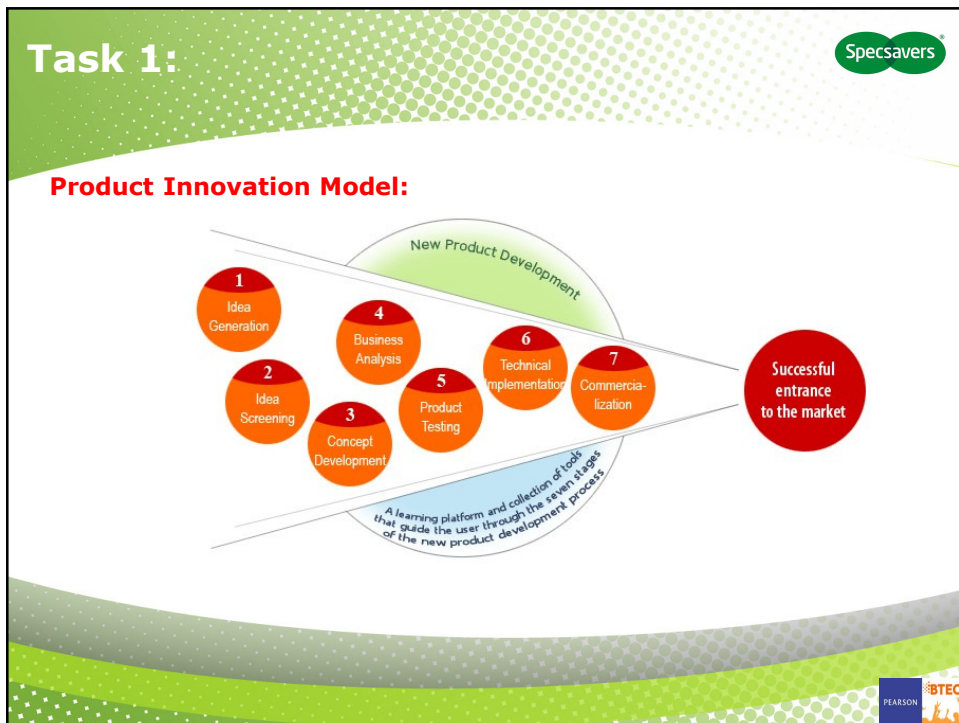 Task 1:
Specsavers
Product Innovation Model:
New Product Development
1
Idea
Generation
2
Idea
Screening
3
Concept
Development
4
Business
Analysis
5
Product
Testing
6
Technical
Implementation
7
Commercia-
lization
Successful
entrance
to the market
A learning platform and collection of tools
that guide the user through the seven stages
of the new product development process
PEARSON
BTEC